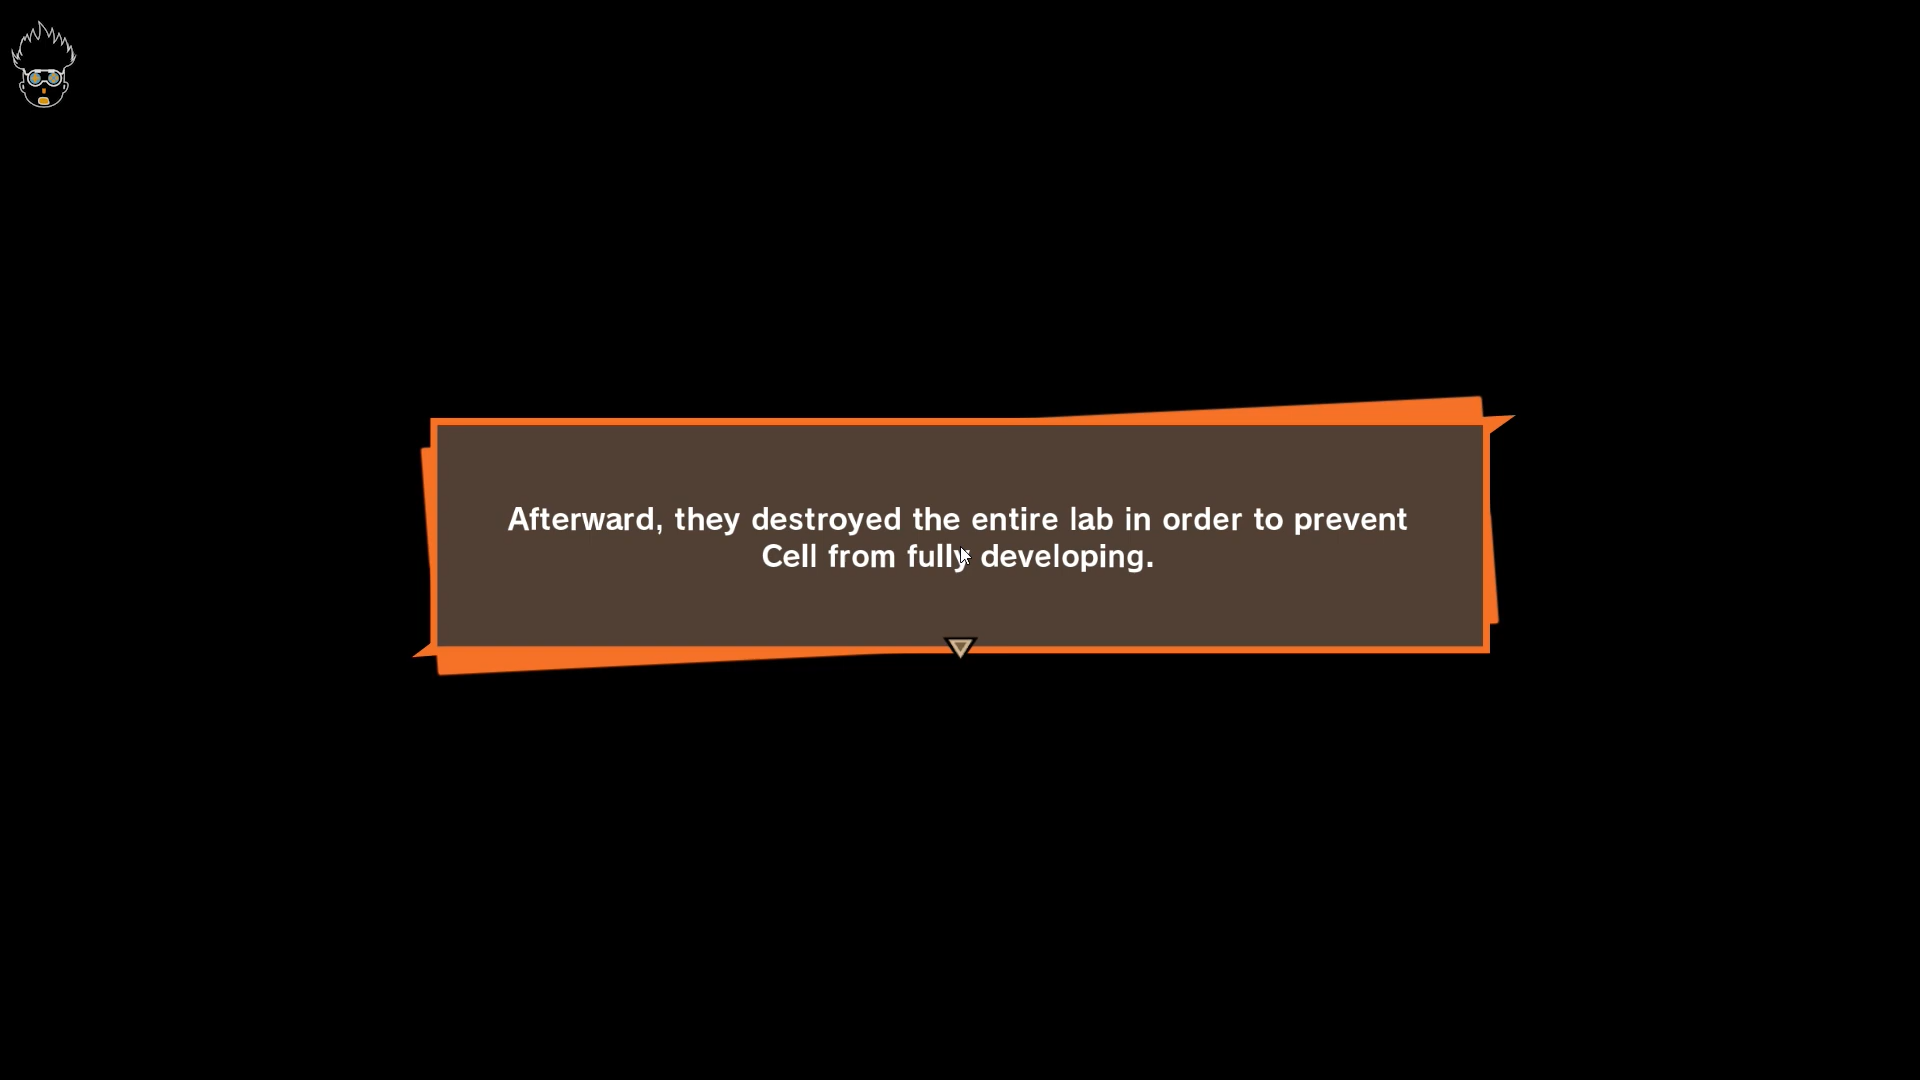 Afterward, they destroyed the entire lab in order to prevent
Cell from fully developing.